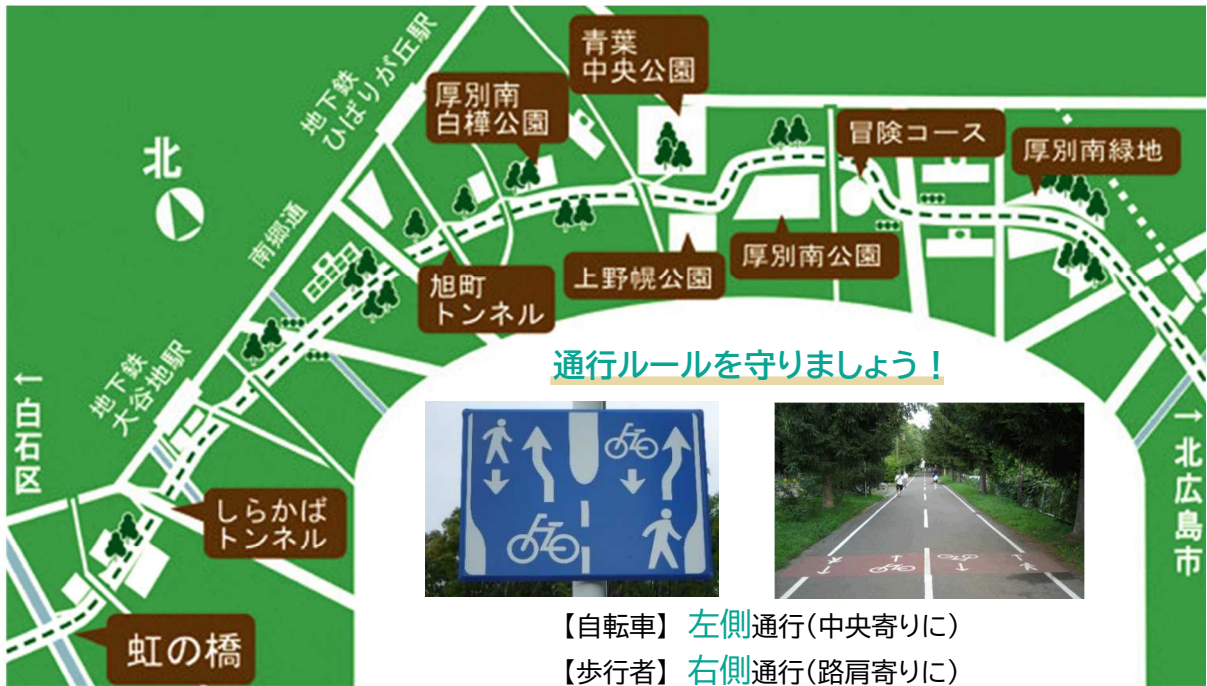 青葉
中央公園
地下鉄
ひばりが丘駅
厚別南
白樺公園
冒険コース
厚別南緑地
北
南郷通
旭町
トンネル
上野幌公園
厚別南公園
地下鉄
大谷地駅
↑白石区
しらかば
トンネル
虹の橋
→北広島市
通行ルールを守りましょう!
【自転車】 左側通行(中央寄りに)
【歩行者】 右側通行(路肩寄りに)